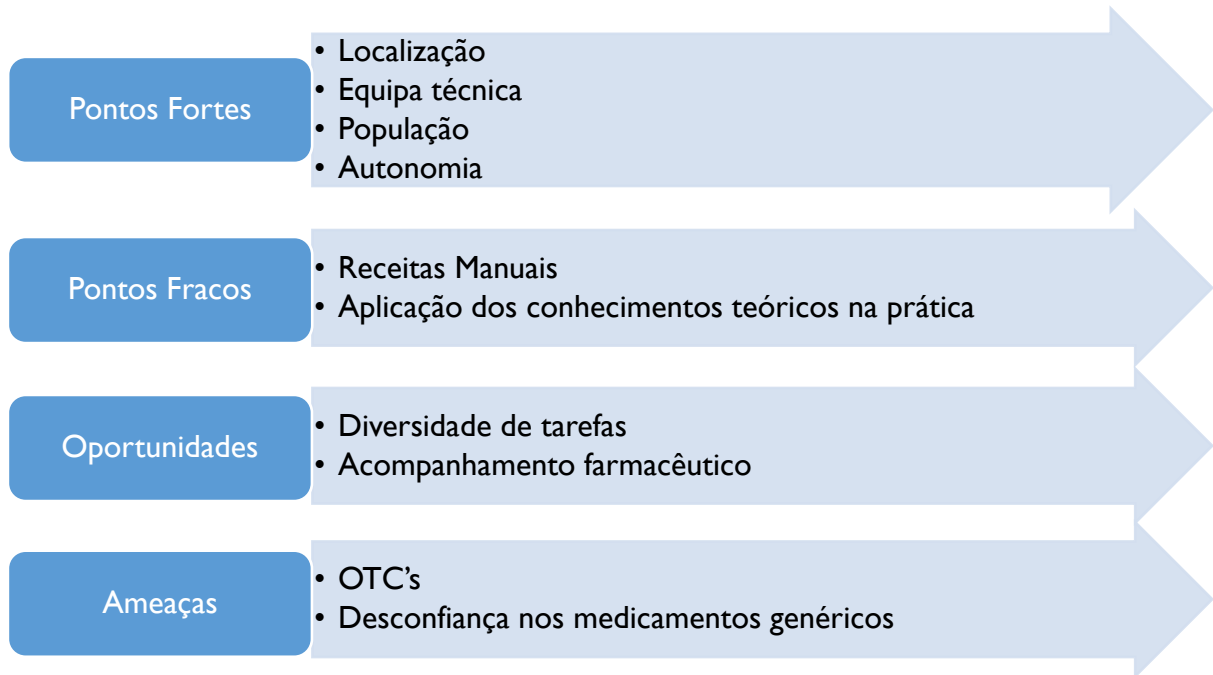 Pontos Fortes
• Localização
• Equipa técnica
• População
• Autonomia
Pontos Fracos
• Receitas Manuais
• Aplicação dos conhecimentos teóricos na prática
Oportunidades
• Diversidade de tarefas
• Acompanhamento farmacêutico
Ameaças
• OTC’s
• Desconfiança nos medicamentos genéricos